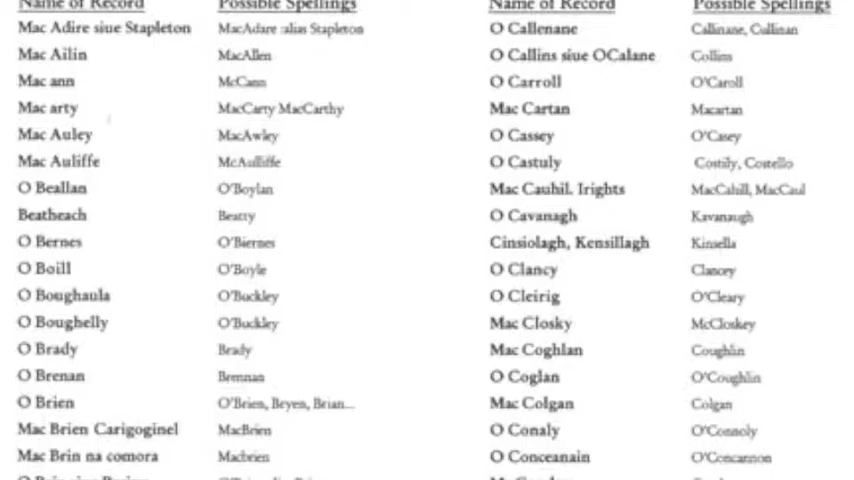 Name of Record Possible Spellings Name of Record Possible Spellings
Mac Adire siue Stapleton MacAdare alias Stapleton O Callenane Callinane, Cullinan
Mac Ailin MacAllen O Callins siue OCalane Collins
Mac ann McCann O Carroll O'Caroll
Mac arty MacCarty MacCarthy Mac Cartan Macartan
Mac Auley MacAwley O Cassey O'Casey
Mac Auliffe McAulliffe O Castuly Costily, Costello
O Beallan O'Boylan Mac Cauhil. Irights MacCahill, MacCaul
Beatheach Beatty O Cavanagh Kavanaugh
O Bernes O'Biernes Cinsiolagh, Kensillagh Kinsella
O Boill O'Boyle O Clancy Clancey
O Boughaula O'Buckley O Cleirig O'Cleary
O Boughelly O'Buckley Mac Closky McCloskey
O Brady Brady Mac Coghlan Coughlin
O Brenan Brennan O Coglan O'Coughlin
O Brien O'Brien, Beyen, Brian... Mac Colgan Colgan
Mac Brien Carigoginel MacBrien O Conaly O'Connoly
Mac Brin na comora Macbrien O Conceanain O'Concannon